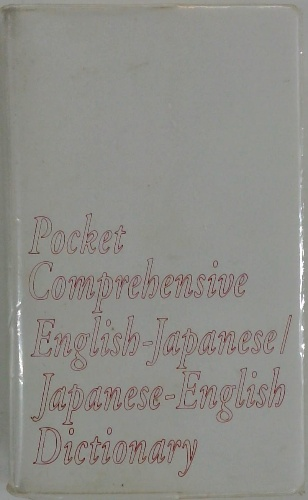 Pocket
Comprehensive
English-Japanese/
Japanese-English
Dictionary